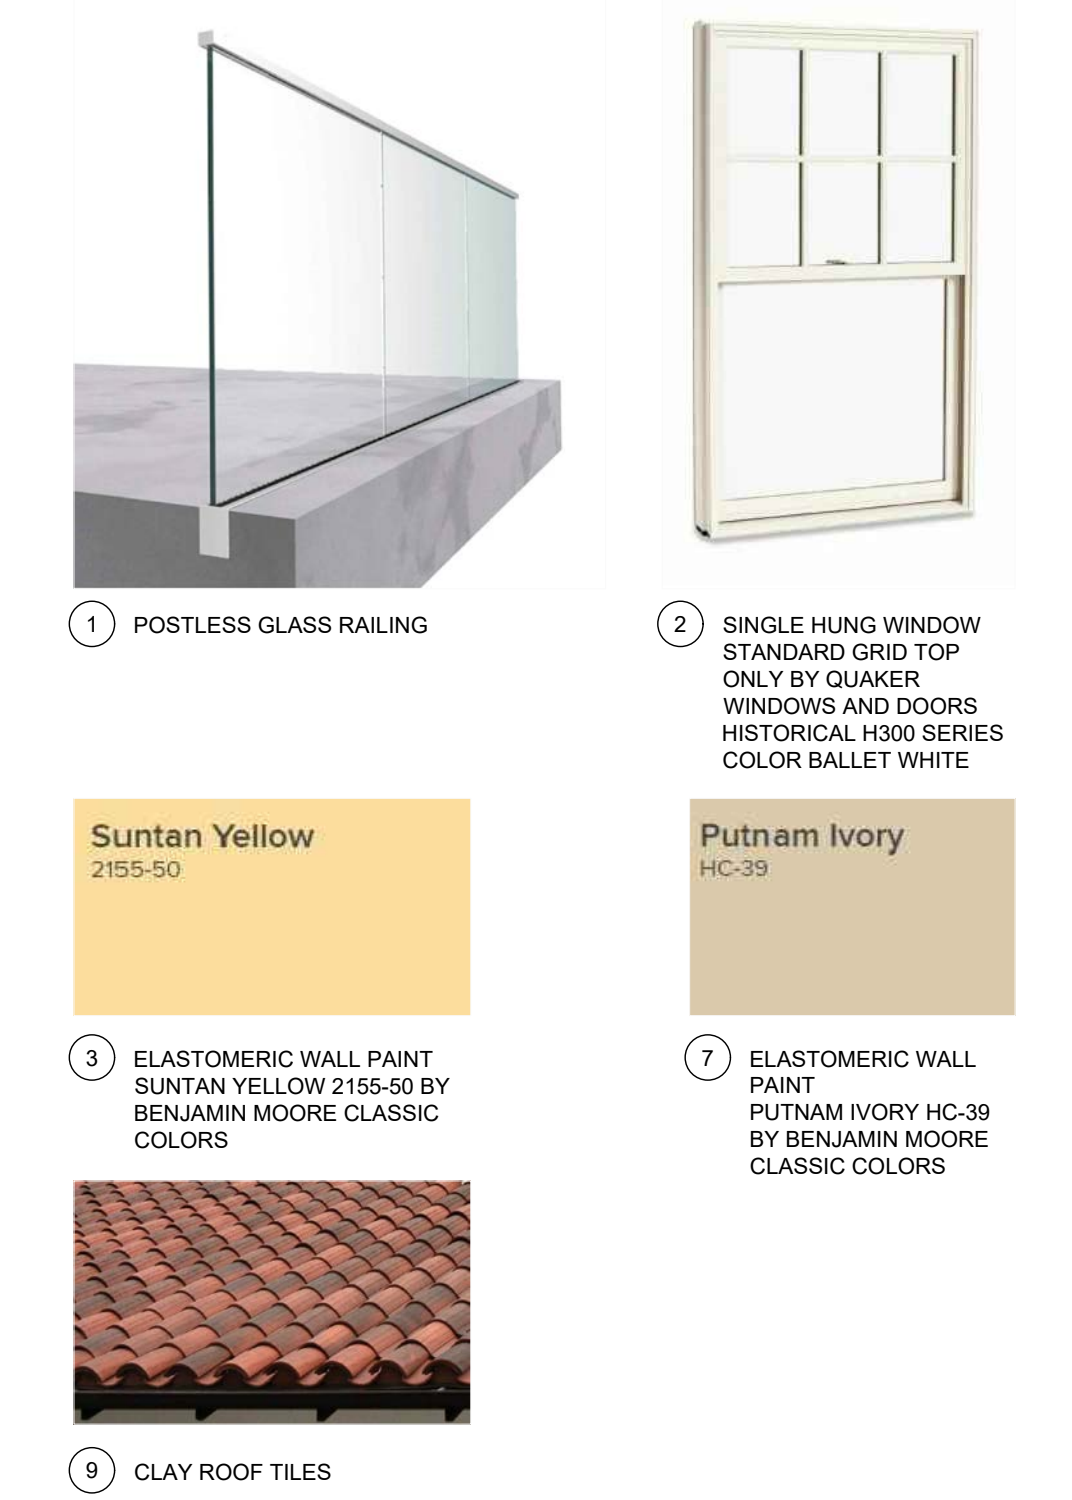 1
POSTLESS GLASS RAILING
2
SINGLE HUNG WINDOW
STANDARD GRID TOP
ONLY BY QUAKER
WINDOWS AND DOORS
HISTORICAL H300 SERIES
COLOR BALLET WHITE
Suntan Yellow
2155-50
Putnam Ivory
HC-39
3
ELASTOMERIC WALL PAINT
SUNTAN YELLOW 2155-50 BY
BENJAMIN MOORE CLASSIC
COLORS
7
ELASTOMERIC WALL
PAINT
PUTNAM IVORY HC-39
BY BENJAMIN MOORE
CLASSIC COLORS
9
CLAY ROOF TILES